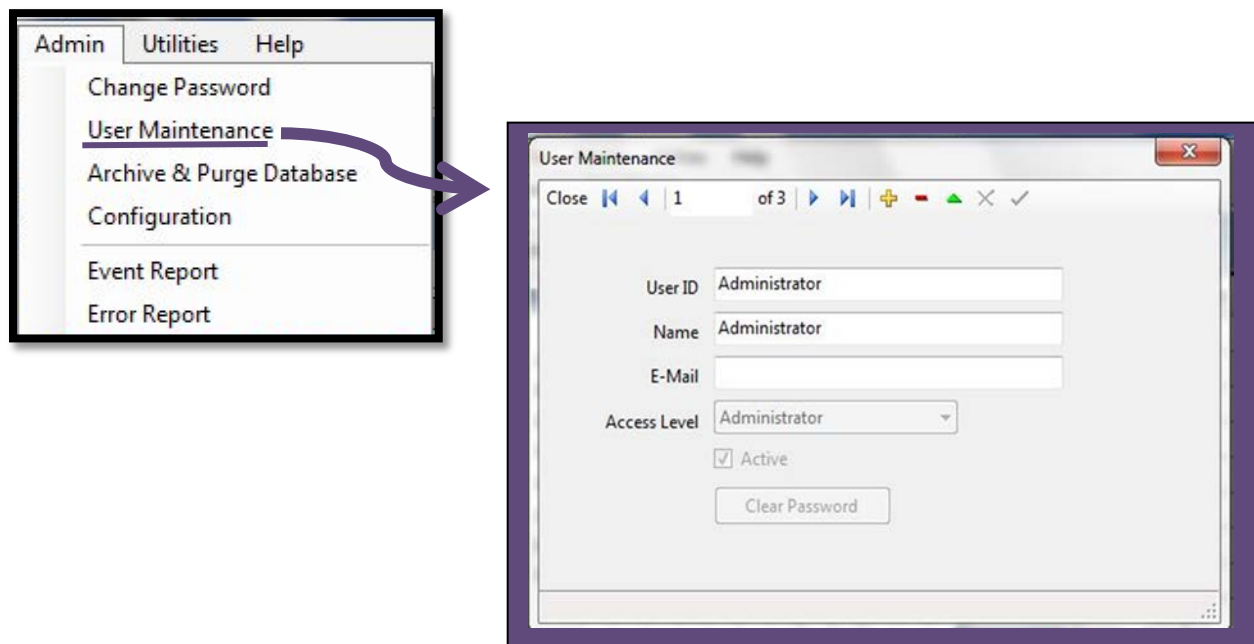 Admin Utilities Help
Change Password
User Maintenance
Archive & Purge Database
Configuration
Event Report
Error Report
User Maintenance Help
Close 1 of 3
User ID Administrator
Name Administrator
E-Mail
Access Level Administrator
Active
Clear Password